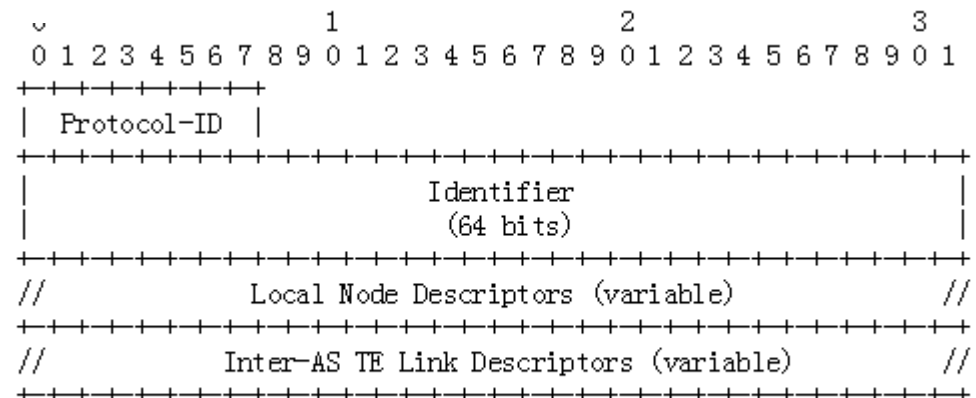 1                   2                   3
 0 1 2 3 4 5 6 7 8 9 0 1 2 3 4 5 6 7 8 9 0 1 2 3 4 5 6 7 8 9 0 1
+-+-+-+-+-+-+-+-+
|  Protocol-ID  |
+-+-+-+-+-+-+-+-+-+-+-+-+-+-+-+-+-+-+-+-+-+-+-+-+-+-+-+-+-+-+-+-+
|                           Identifier                          |
|                            (64 bits)                          |
+-+-+-+-+-+-+-+-+-+-+-+-+-+-+-+-+-+-+-+-+-+-+-+-+-+-+-+-+-+-+-+-+
//               Local Node Descriptors (variable)              //
+-+-+-+-+-+-+-+-+-+-+-+-+-+-+-+-+-+-+-+-+-+-+-+-+-+-+-+-+-+-+-+-+
//             Inter-AS TE Link Descriptors (variable)          //
+-+-+-+-+-+-+-+-+-+-+-+-+-+-+-+-+-+-+-+-+-+-+-+-+-+-+-+-+-+-+-+-+